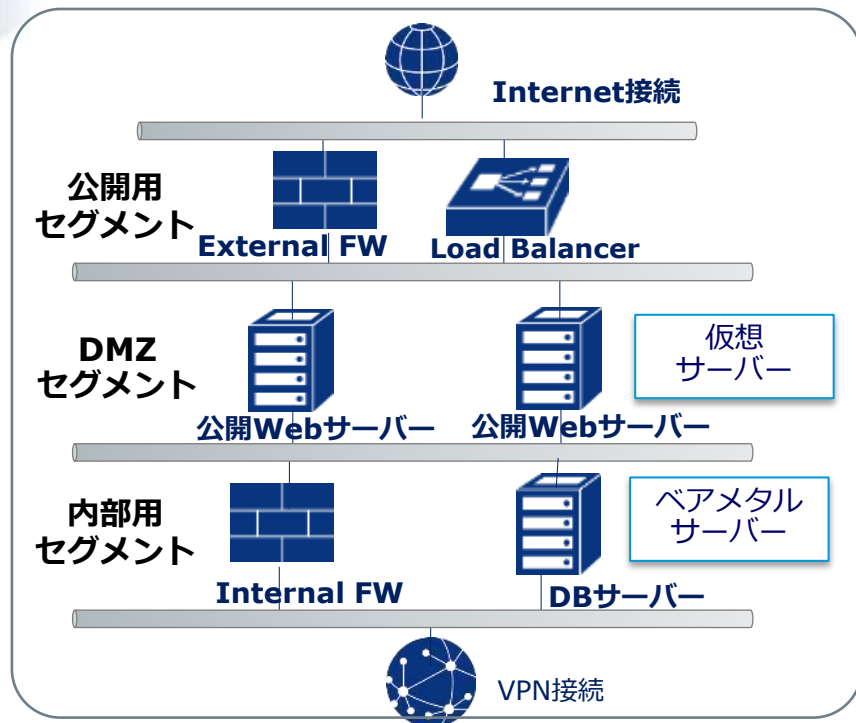 Internet接続
公開用
セグメント
External FW
Load Balancer
DMZ
セグメント
仮想
サーバー
公開Webサーバー
公開Webサーバー
内部用
セグメント
ベアメタル
サーバー
Internal FW
DBサーバー
VPN接続